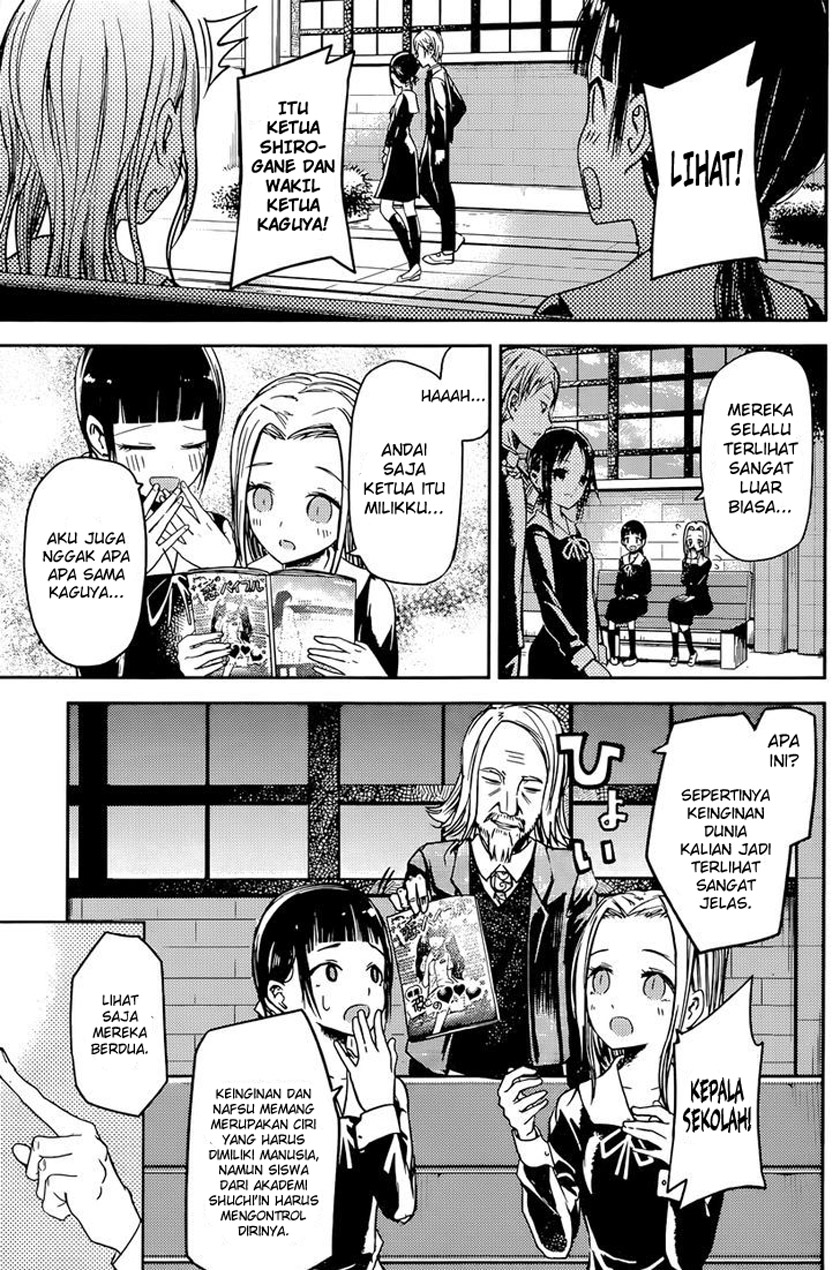 LIHAT!
ITU
KETUA
SHIRO-
GANE DAN
WAKIL
KETUA
KAGUYA!
MEREKA
SELALU
TERLIHAT
SANGAT
LUAR
BIASA...
HAAAH...
ANDAI
SAJA
KETUA ITU
MILIKKU...
AKU JUGA
NGGAK APA
APA SAMA
KAGUYA...
APA
INI?
SEPERTINYA
KEINGINAN
DUNIA
KALIAN JADI
TERLIHAT
SANGAT
JELAS.
ひょい
KEPALA
SEKOLAH!
KEINGINAN DAN
NAFSU MEMANG
MERUPAKAN CIRI
YANG HARUS
DIMILIKI MANUSIA,
NAMUN SISWA
DARI AKADEMI
SHUCHI'IN HARUS
MENGONTROL
DIRINYA.
LIHAT
SAJA
MEREKA
BERDUA.